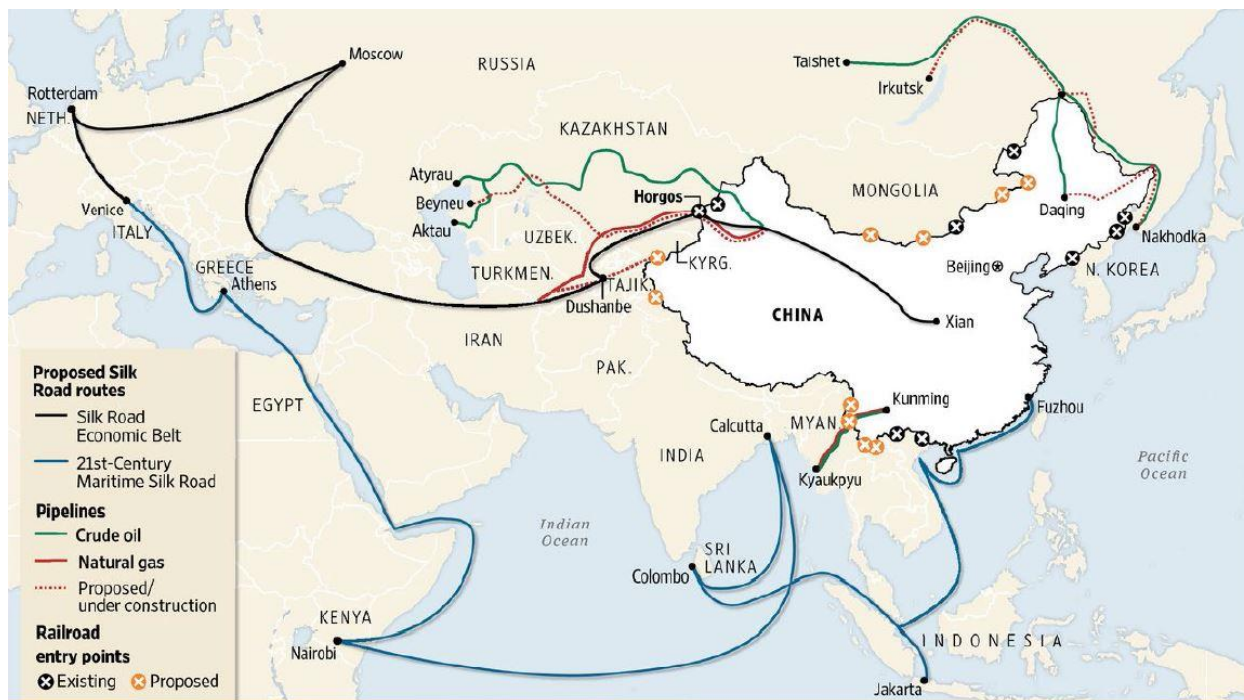 Moscow
RUSSIA
Taishet
Irkutsk
Rotterdam
NETH.
KAZAKHSTAN
Atyrau
Beyneu
Aktau
Horgos
MONGOLIA
Daqing
Nakhodka
Venice
ITALY
UZBEK.
KYRG.
Beijing
N. KOREA
GREECE
Athens
TURKMEN.
TAJIK.
Dushanbe
CHINA
Xian
IRAN
PAK.
EGYPT
Kunming
Fuzhou
Calcutta
MYAN.
INDIA
Kyaukpyu
Pacific
Ocean
Indian
Ocean
SRI
LANKA
Colombo
KENYA
Nairobi
INDONESIA
Jakarta
Proposed Silk
Road routes
Silk Road
Economic Belt
21st-Century
Maritime Silk Road
Pipelines
Crude oil
Natural gas
Proposed/
under construction
Railroad
entry points
Existing
Proposed